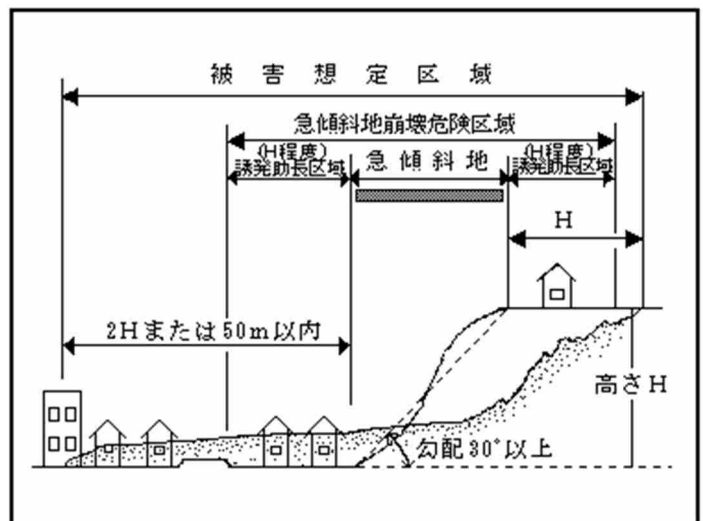 被害想定区域
急傾斜地崩壊危険区域
(H程度)
誘発助長区域
急傾斜地
(H程度)
誘発助長区域
H
2Hまたは50m以内
高さH
勾配30°以上